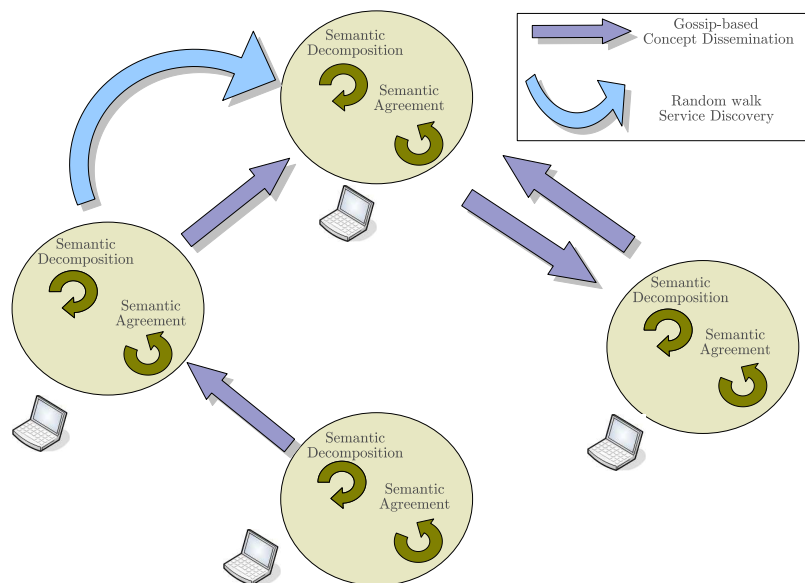 Semantic
Decomposition
Semantic
Agreement
Gossip-based
Concept Dissemination
Random walk
Service Discovery
Semantic
Decomposition
Semantic
Agreement
Semantic
Decomposition
Semantic
Agreement
Semantic
Decomposition
Semantic
Agreement